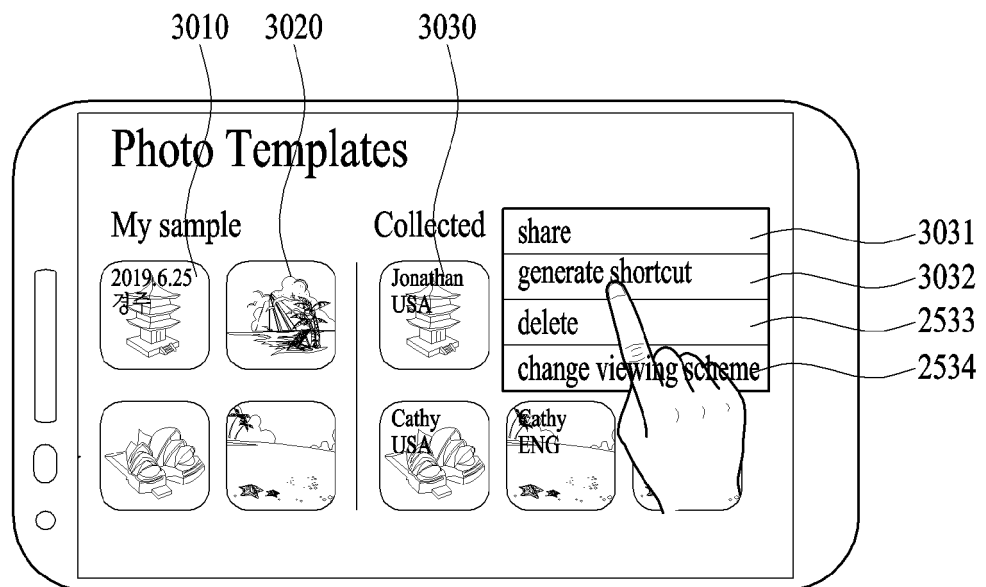 3010 3020 3030
Photo Templates
My sample
Collected
share
3031
generate shortcut
3032
delete
2533
change viewing scheme
2534
2019.6.25
경주
Jonathan
USA
Cathy
USA
Cathy
ENG